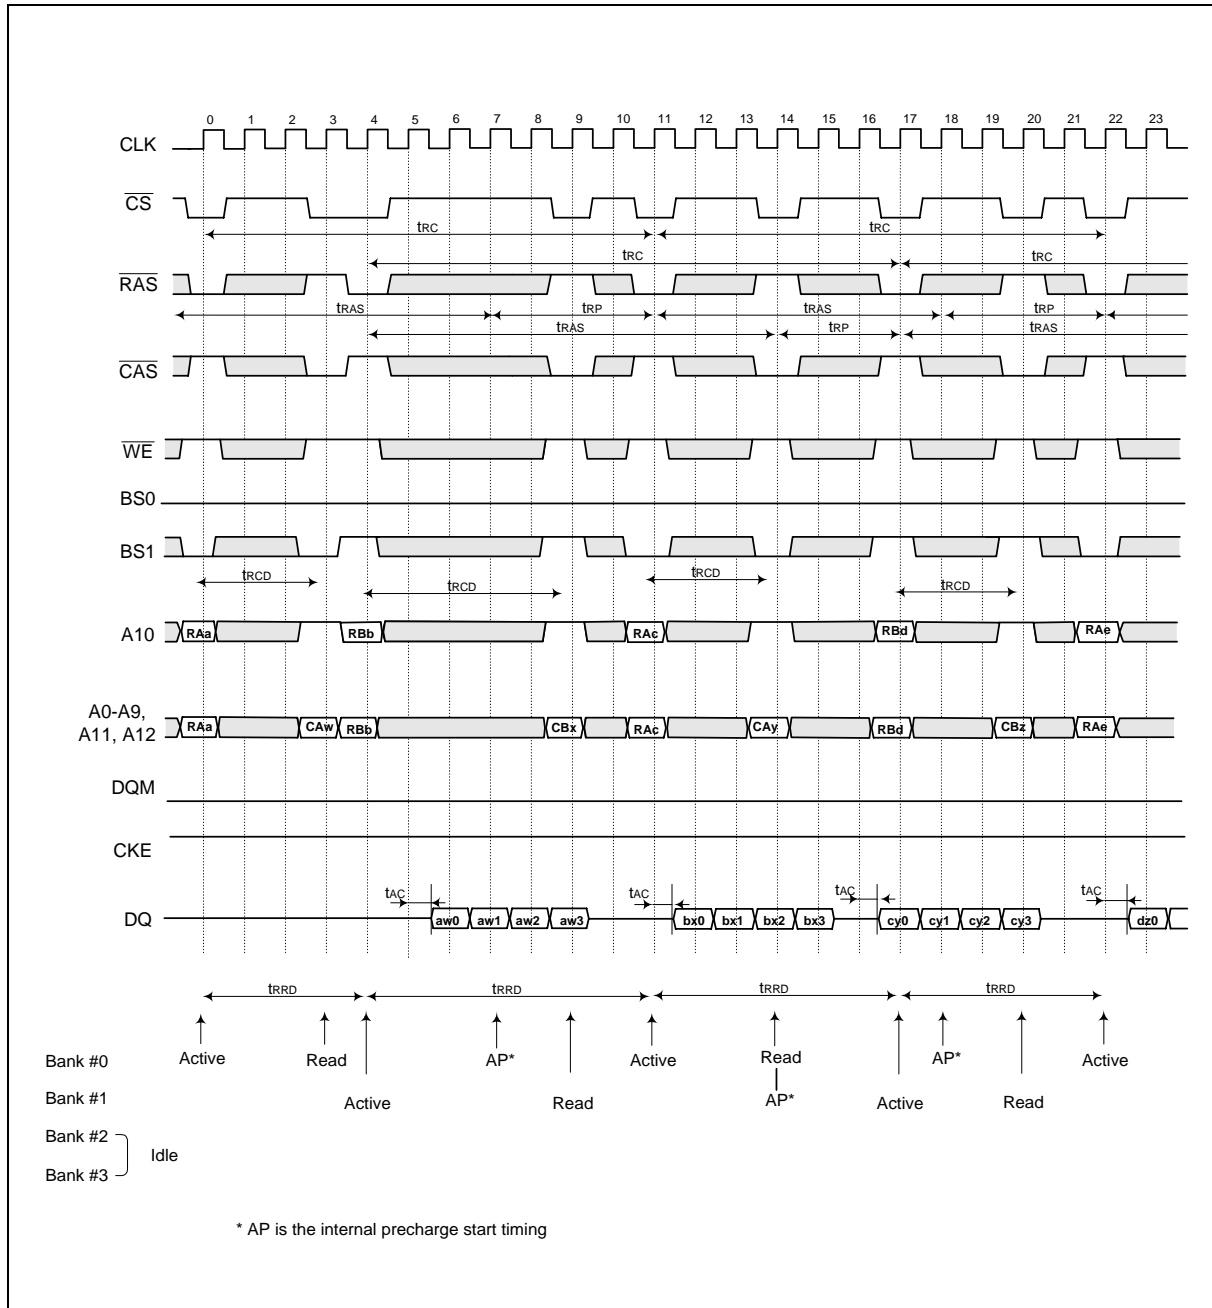 0 1 2 3 4 5 6 7 8 9 10 11 12 13 14 15 16 17 18 19 20 21 22 23
CLK
CS
tRC tRC
tRC tRC
RAS
tRAS tRP tRAS tRP
tRAS tRP tRAS
CAS
WE
BS0
BS1
tRCD tRCD tRCD tRCD
A10 RAa RBb RAc RBd RAe
A0-A9,
A11, A12 RAa CAw RBb CBx RAc CAy RBd CBz RAe
DQM
CKE
tAC tAC tAC tAC
DQ aw0 aw1 aw2 aw3 bx0 bx1 bx2 bx3 cy0 cy1 cy2 cy3 dz0
tRRD tRRD tRRD tRRD
Bank #0 Active Read AP* Active Read AP* Active
Bank #1 Active Read AP* Active Read
Bank #2
Idle
Bank #3
* AP is the internal precharge start timing